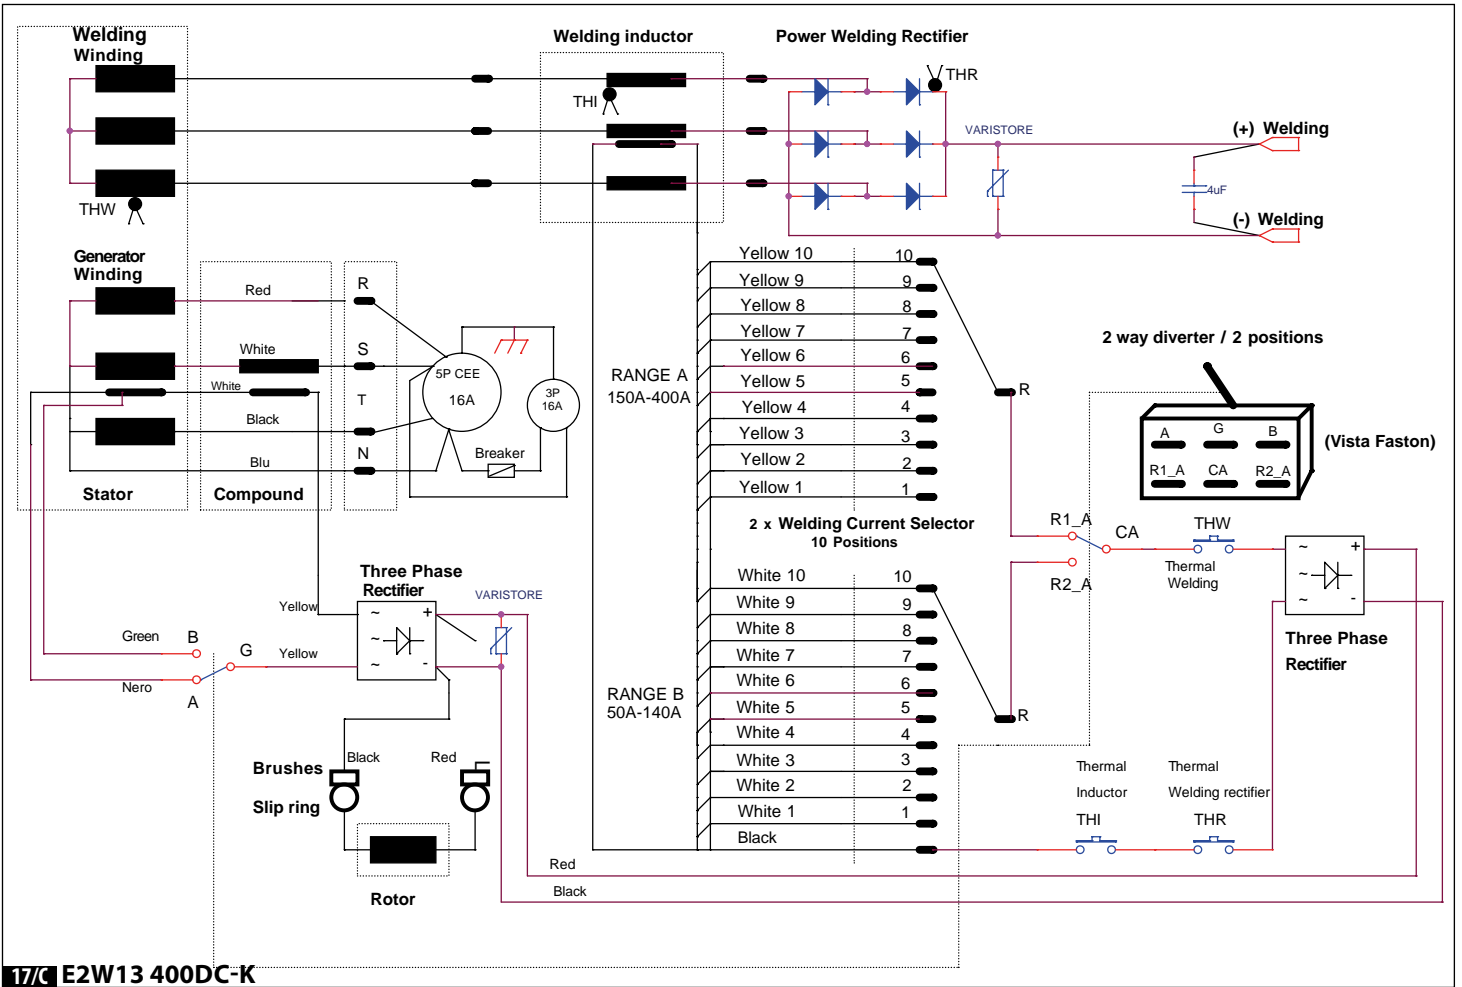 Welding
Winding
Welding inductor
Power Welding Rectifier
THR
THI
THW
VARISTORE
(+) Welding
4uF
(-) Welding
Generator
Winding
Red
White
White
Black
Blu
Stator
Compound
R
S
T
N
5P CEE
16A
3P
16A
Breaker
RANGE A
150A-400A
Yellow 10 10
Yellow 9 9
Yellow 8 8
Yellow 7 7
Yellow 6 6
Yellow 5 5
Yellow 4 4
Yellow 3 3
Yellow 2 2
Yellow 1 1
R
2 x Welding Current Selector
10 Positions
2 way diverter / 2 positions
A G B
R1_A CA R2_A
(Vista Faston)
R1_A
CA
R2_A
THW
Thermal
Welding
~ +
~
~ -
Three Phase
Rectifier
Three Phase
Rectifier
VARISTORE
~ +
~
~ -
Yellow
Yellow
Green
B
G
Nero
A
RANGE B
50A-140A
White 10 10
White 9 9
White 8 8
White 7 7
White 6 6
White 5 5
White 4 4
White 3 3
White 2 2
White 1 1
Black
R
Black
Red
Brushes
Slip ring
Rotor
Thermal
Inductor
THI
Thermal
Welding rectifier
THR
Red
Black
17/C E2W13 400DC-K